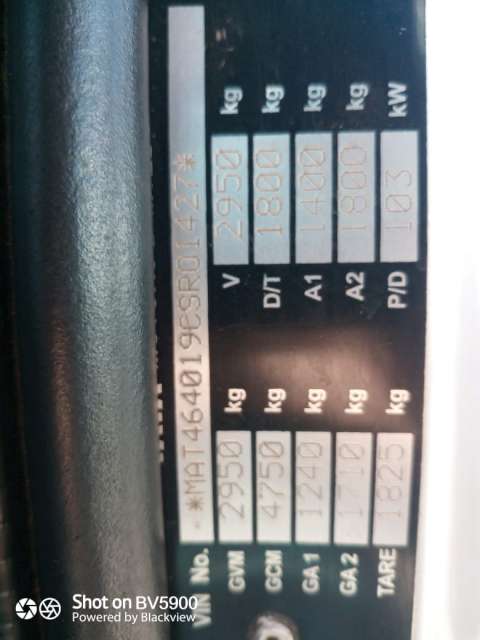 VIN No. *MAT464019CSR01427*
GVM 2950 kg V 2950 kg
GCM 4750 kg D/T 1800 kg
GA 1 1240 kg A1 1400 kg
GA 2 1710 kg A2 1800 kg
TARE 1825 kg P/D 103 kW
Shot on BV5900
Powered by Blackview